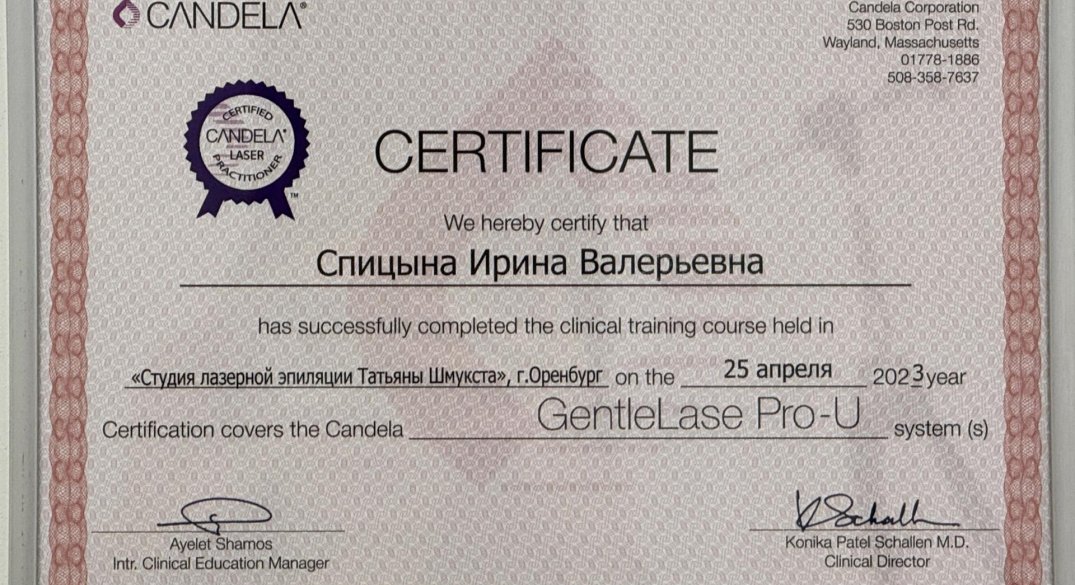 CANDELA®
Candela Corporation
530 Boston Post Rd.
Wayland, Massachusetts
01778-1886
508-358-7637
CERTIFIED
CANDELA®
LASER
PRACTITIONER
TM
CERTIFICATE
We hereby certify that
Спицына Ирина Валерьевна
has successfully completed the clinical training course held in
«Студия лазерной эпиляции Татьяны Шмукста», г.Оренбург on the 25 апреля 2023 year
Certification covers the Candela GentleLase Pro-U system (s)
K Schall
Ayelet Shamos
Konika Patel Schallen M.D.
Intr. Clinical Education Manager
Clinical Director